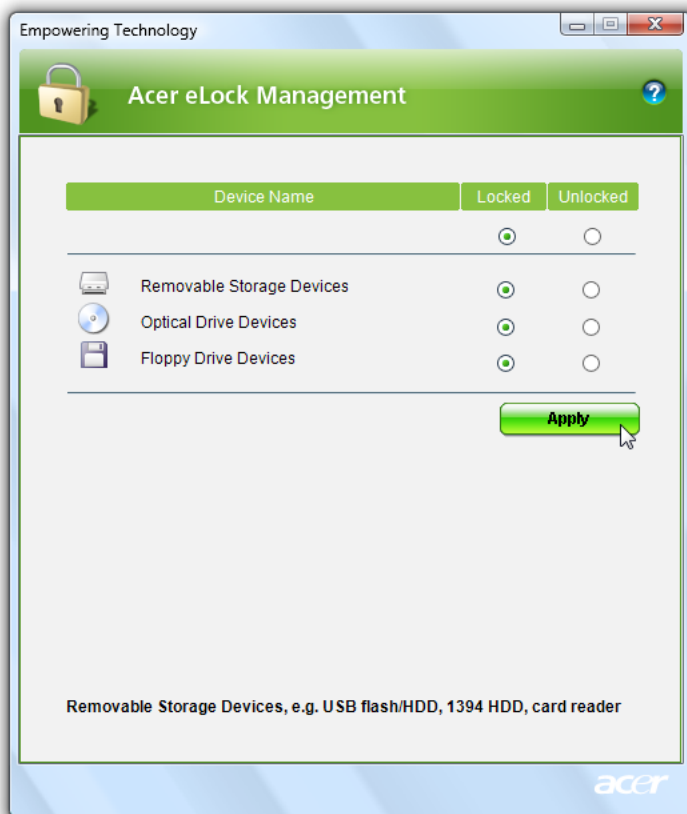 Empowering Technology
Acer eLock Management
?
Device Name Locked Unlocked
Removable Storage Devices
Optical Drive Devices
Floppy Drive Devices
Apply
Removable Storage Devices, e.g. USB flash/HDD, 1394 HDD, card reader
acer